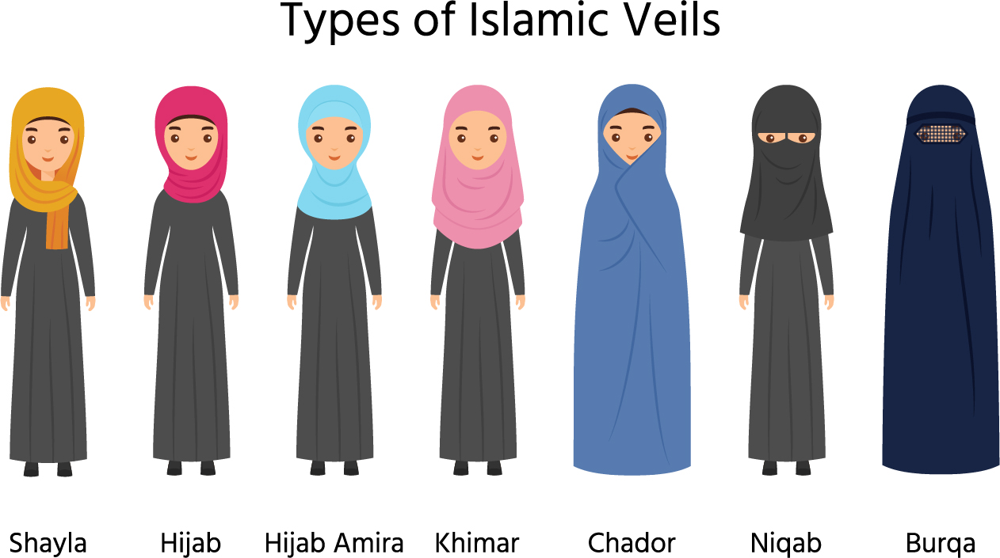 Types of Islamic Veils
Shayla Hijab Hijab Amira Khimar Chador Niqab Burqa